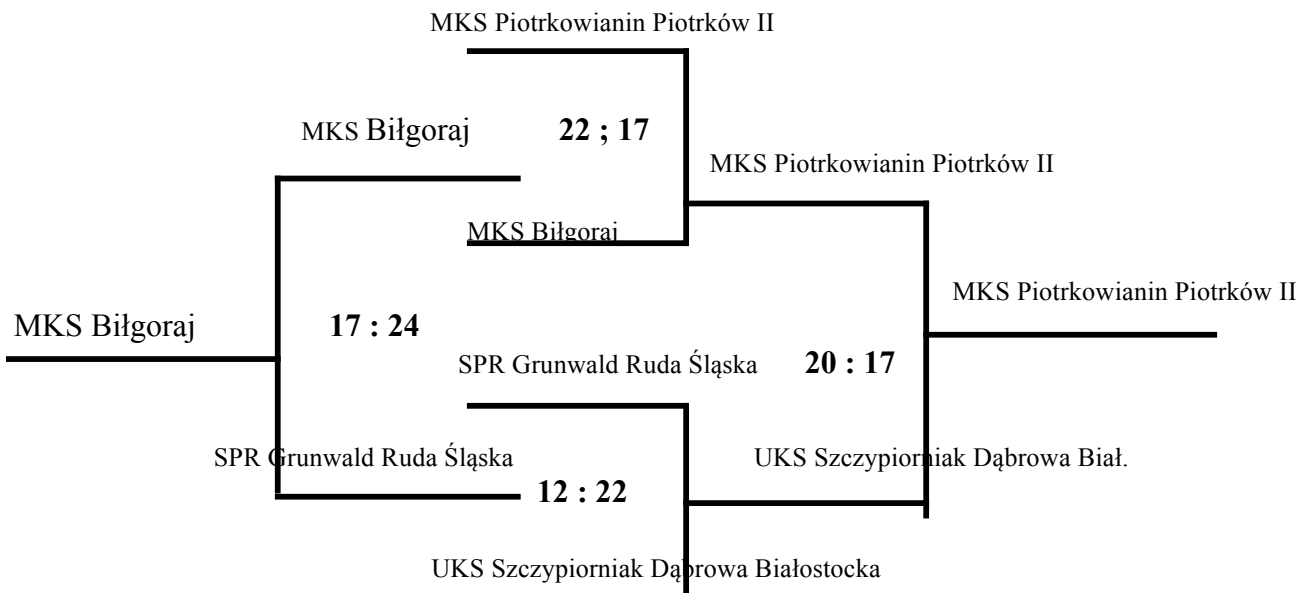 MKS Piotrkowianin Piotrków II
MKS Biłgoraj 22 ; 17
MKS Piotrkowianin Piotrków II
MKS Biłgoraj
MKS Piotrkowianin Piotrków II
MKS Biłgoraj 17 : 24
SPR Grunwald Ruda Śląska 20 : 17
SPR Grunwald Ruda Śląska
UKS Szczypiorniak Dąbrowa Biał.
12 : 22
UKS Szczypiorniak Dąbrowa Białostocka